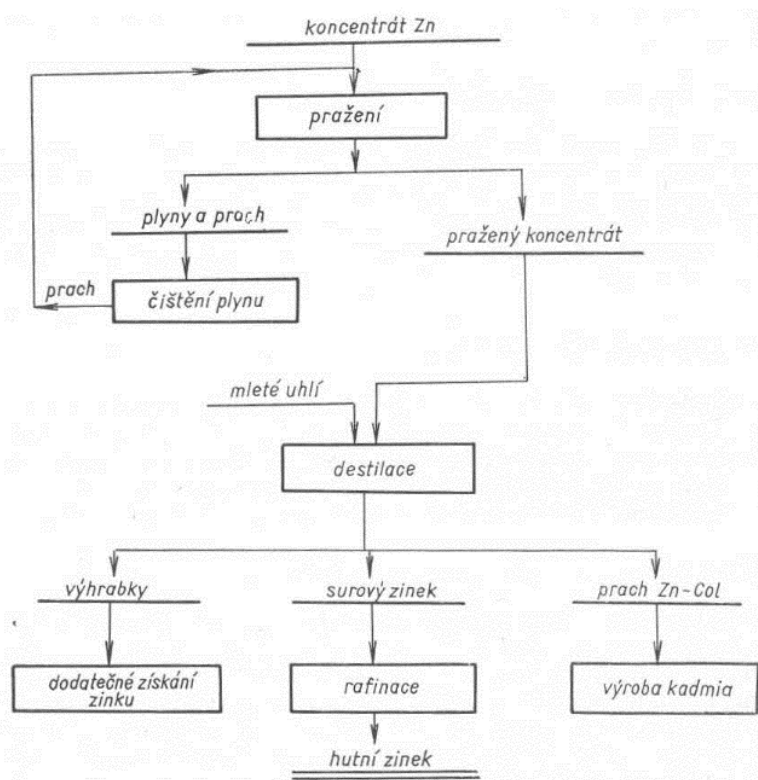 koncentrát Zn
pražení
plyny a prach
pražený koncentrát
prach
čištění plynu
mleté uhlí
destilace
výhrabky
surový zinek
prach Zn-Col
dodatečné získání
zinku
rafinace
výroba kadmia
hutní zinek